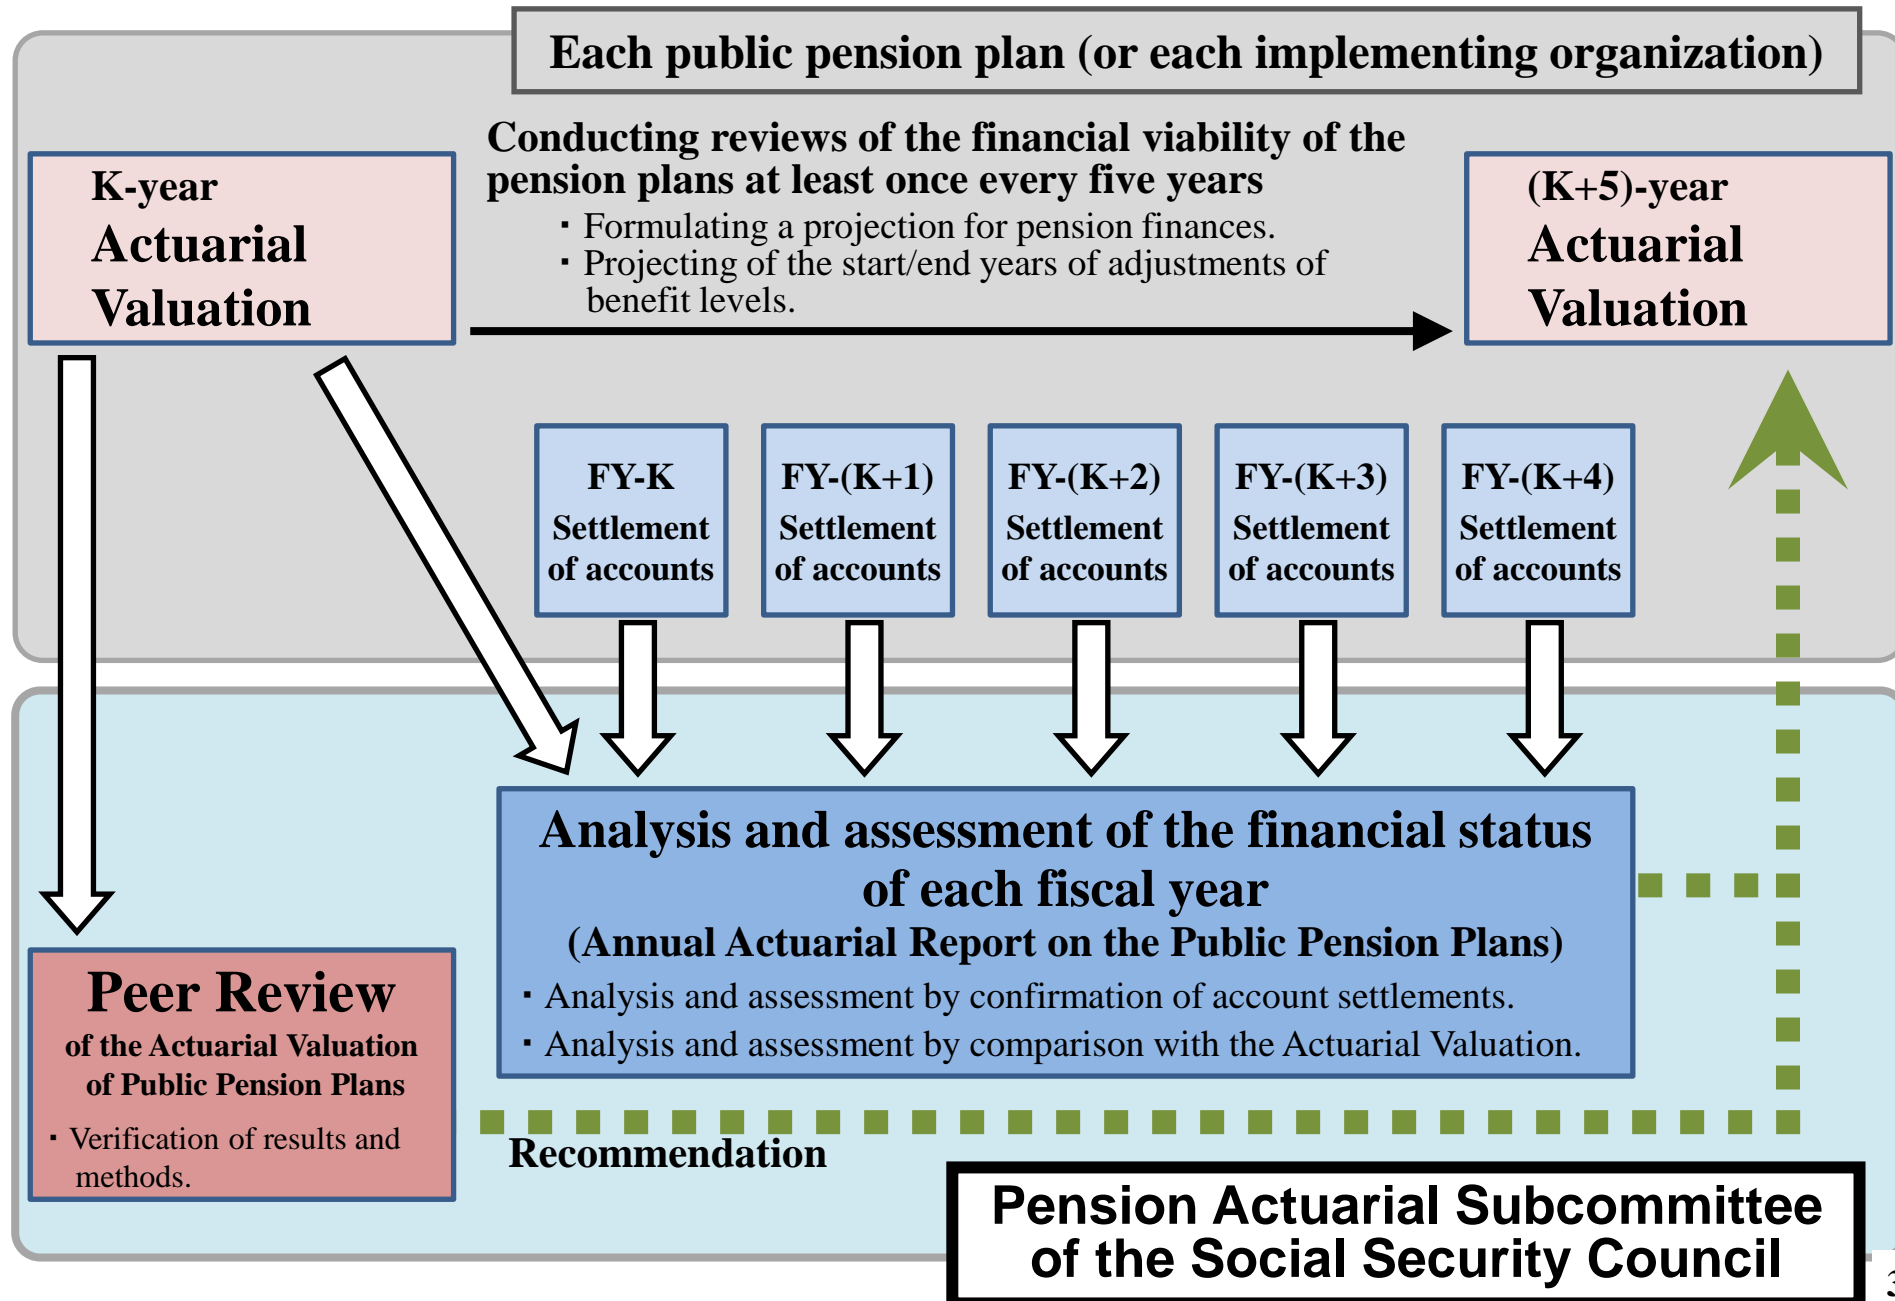 Each public pension plan (or each implementing organization)
Conducting reviews of the financial viability of the
pension plans at least once every five years
・Formulating a projection for pension finances.
・Projecting of the start/end years of adjustments of
benefit levels.
K-year
Actuarial
Valuation
(K+5)-year
Actuarial
Valuation
FY-K
Settlement
of accounts
FY-(K+1)
Settlement
of accounts
FY-(K+2)
Settlement
of accounts
FY-(K+3)
Settlement
of accounts
FY-(K+4)
Settlement
of accounts
Analysis and assessment of the financial status
of each fiscal year
(Annual Actuarial Report on the Public Pension Plans)
・Analysis and assessment by confirmation of account settlements.
・Analysis and assessment by comparison with the Actuarial Valuation.
Peer Review
of the Actuarial Valuation
of Public Pension Plans
・Verification of results and
methods.
Recommendation
Pension Actuarial Subcommittee
of the Social Security Council